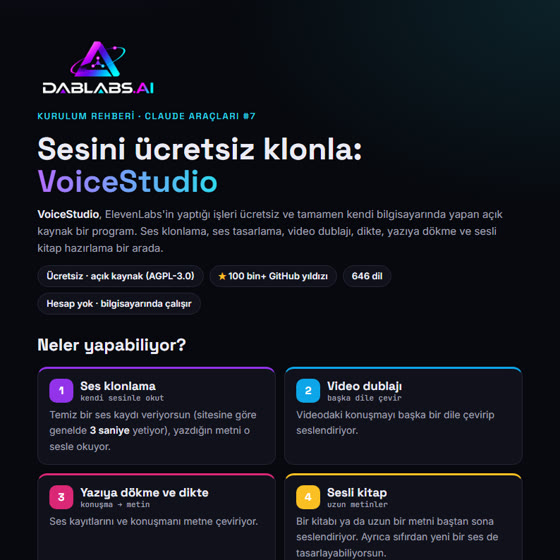 DABLABS.AI
KURULUM REHBERİ · CLAUDE ARAÇLARI #7
Sesini ücretsiz klonla:
VoiceStudio
VoiceStudio, ElevenLabs'in yaptığı işleri ücretsiz ve tamamen kendi bilgisayarında yapan açık
kaynak bir program. Ses klonlama, ses tasarlama, video dublajı, dikte, yazıya dökme ve sesli
kitap hazırlama bir arada.
Ücretsiz · açık kaynak (AGPL-3.0)
★ 100 bin+ GitHub yıldızı
646 dil
Hesap yok · bilgisayarında çalışır
Neler yapabiliyor?
1
Ses klonlama
kendi sesinle okut
Temiz bir ses kaydı veriyorsun (sitesine göre
genelde 3 saniye yetiyor), yazdığın metni o
sesle okuyor.
2
Video dublajı
başka dile çevir
Videodaki konuşmayı başka bir dile çevirip
seslendiriyor.
3
Yazıya dökme ve dikte
konuşma → metin
Ses kayıtlarını ve konuşmanı metne çeviriyor.
4
Sesli kitap
uzun metinler
Bir kitabı ya da uzun bir metni baştan sona
seslendiriyor. Ayrıca sıfırdan yeni bir ses de
tasarlayabiliyorsun.